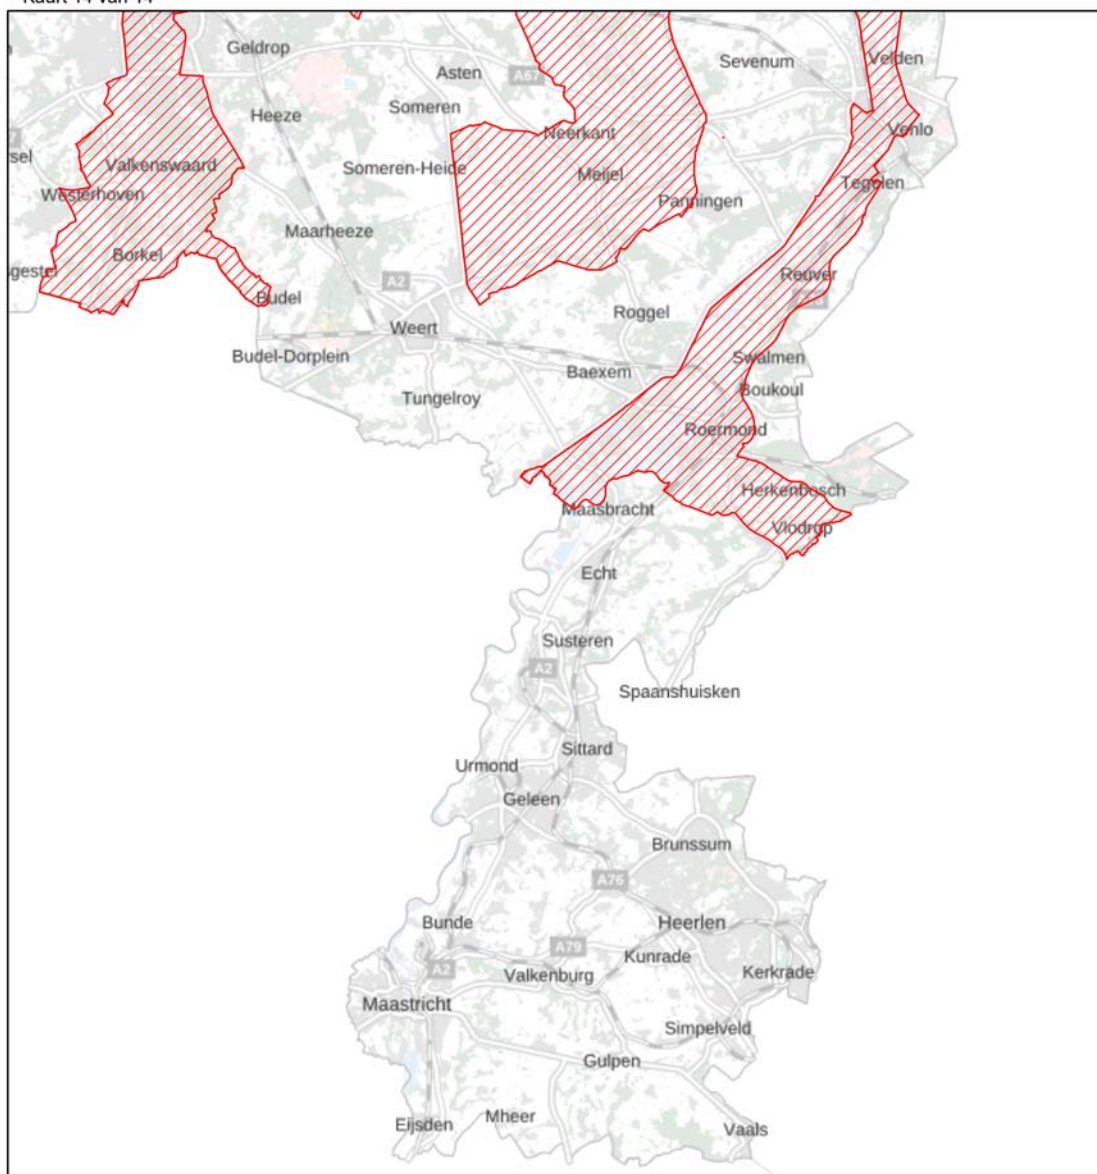 Kaart 14 van 14
Geldrop
Sevenum
Velden
Asten
A67
Someren
Heeze
Neerkant
Venlo
Valkenswaard
Someren-Heide
Meijel
Tegelen
Westerhoven
Panningen
Maarheeze
Borkel
Reuver
A2
Budel
Roggel
Weert
Budel-Dorplein
Swalmen
Baexem
Boukoul
Tungelroy
Roermond
Herkenbosch
Maasbracht
Vlodrop
Echt
Susteren
A2
Spaanshuisken
Sittard
Urmond
Geleen
Brunssum
A76
Bunde
Heerlen
A79
Kunrade
A2
Valkenburg
Kerkrade
Maastricht
Simpelveld
Gulpen
Mheer
Eijsden
Vaals